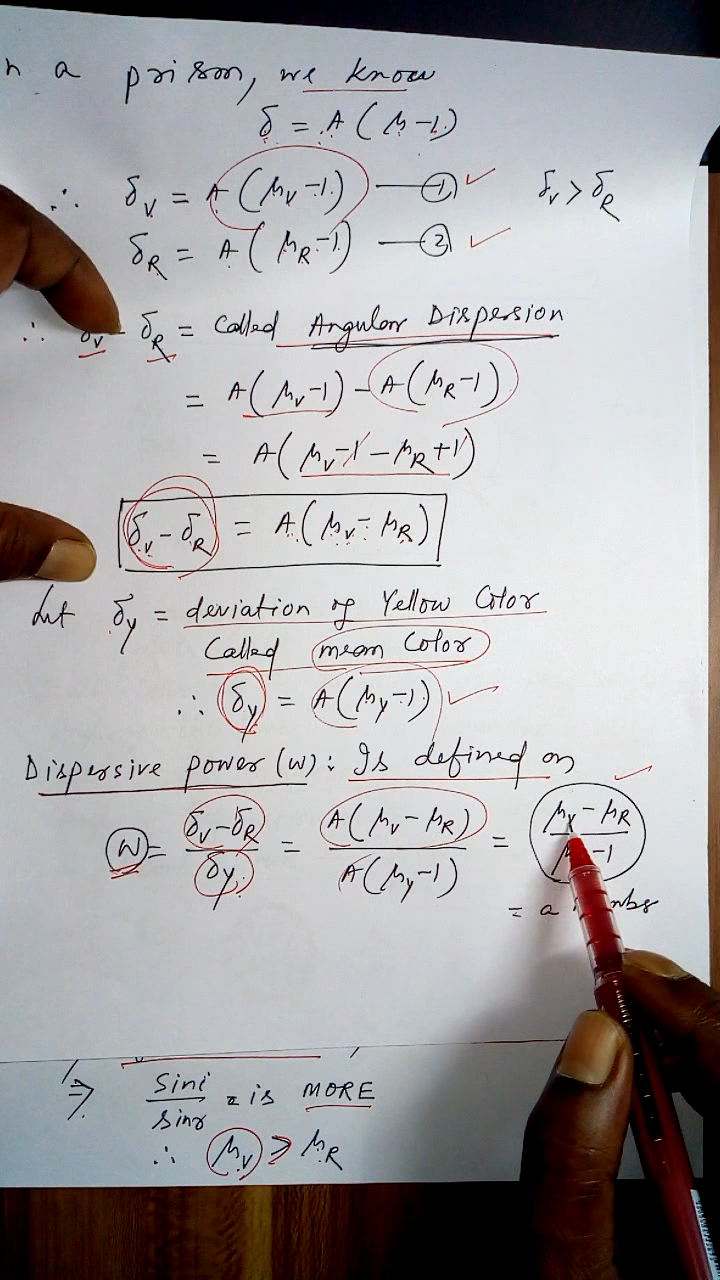 n a prism, we know
δ = A (μ-1)
∴ δV = A (μV-1) —① ✓ δV > δR
δR = A (μR-1) —② ✓
∴ δV - δR = Called Angular Dispersion
= A(μV-1) - A(μR-1)
= A(μV-1-μR+1)
δV - δR = A(μV-μR)
Let δy = deviation of Yellow Color
Called mean Color
∴ δy = A(μy-1) ✓
Dispersive power (W): Is defined as ✓
W = (δV-δR)/δy = A(μV-μR)/A(μy-1) = (μV-μR)/(μ -1)
= a
⇒ sini/sinr = is MORE
∴ μV > μR